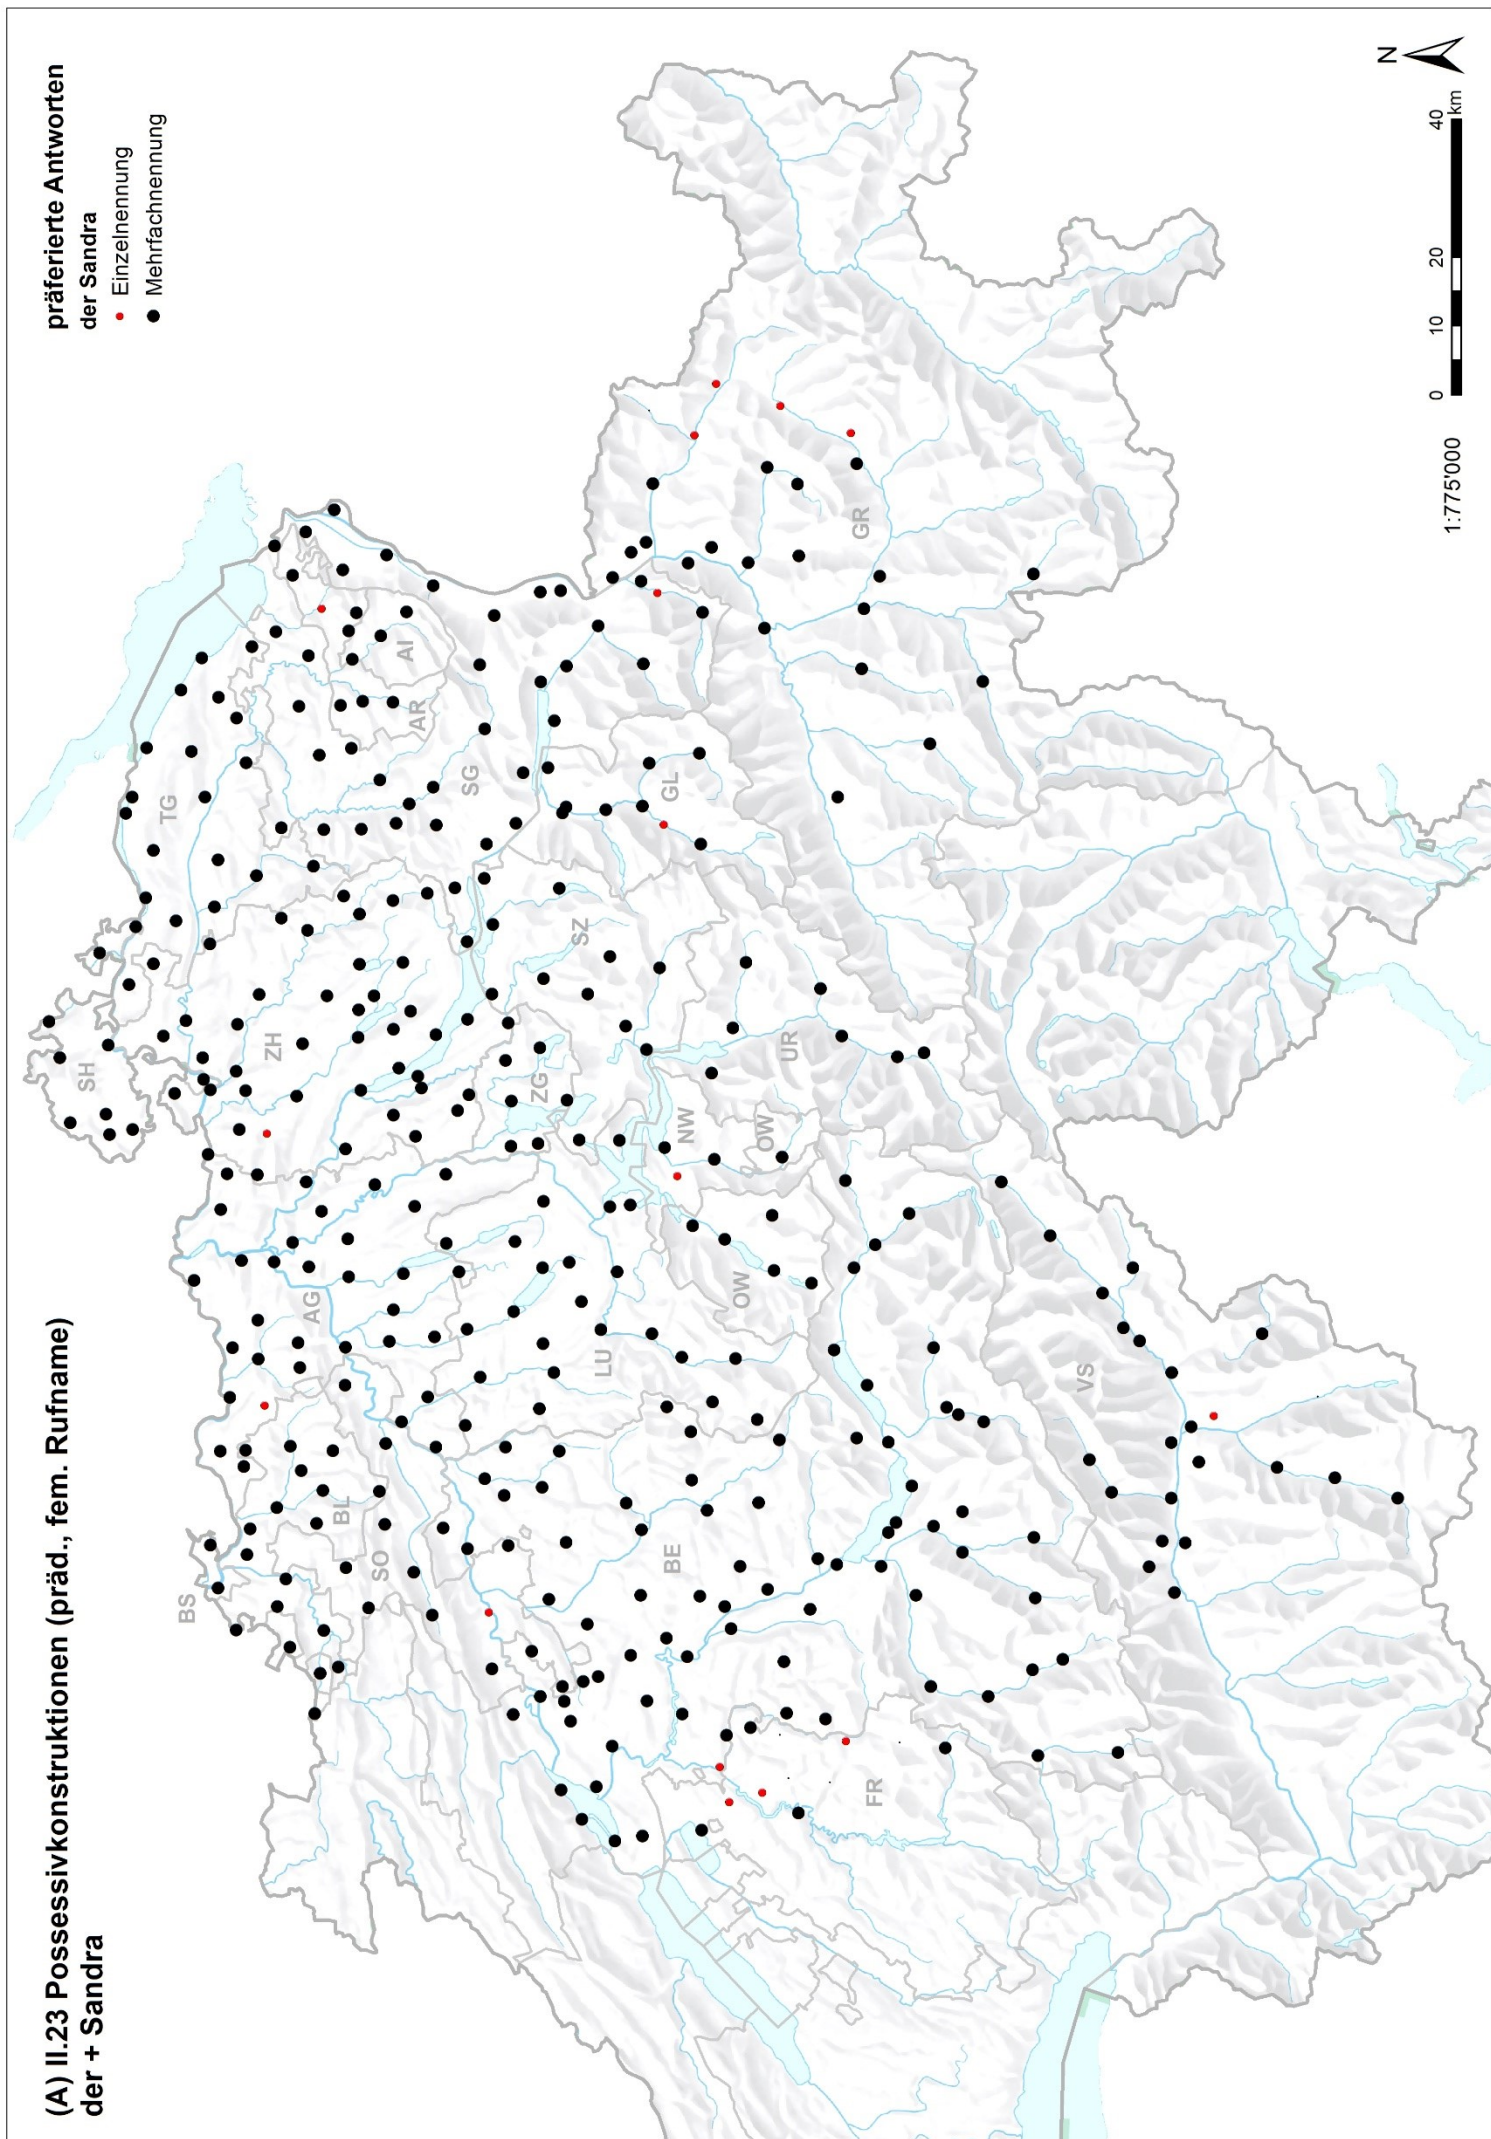 (A) II.23 Possessivkonstruktionen (präd., fem. Rufname)
der + Sandra
präferierte Antworten
der Sandra
Einzelnennung
Mehrfachnennung
BS
SH
TG
BL
AG
ZH
SO
AI
AR
SG
ZG
LU
SZ
GL
BE
NW
OW
OW
UR
GR
FR
VS
N
0 10 20 40
km
1:775'000